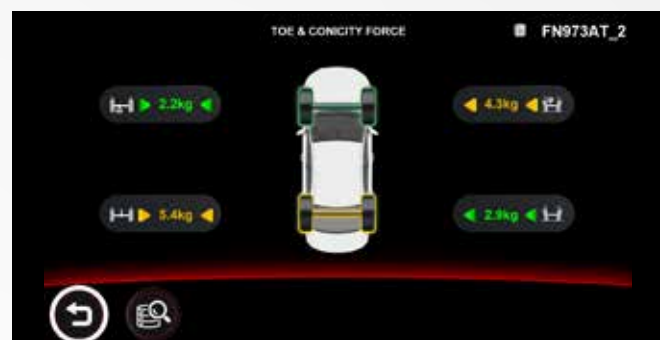 TOE & CONICITY FORCE
FN973AT_2
2.2kg
4.3kg
5.4kg
2.9kg